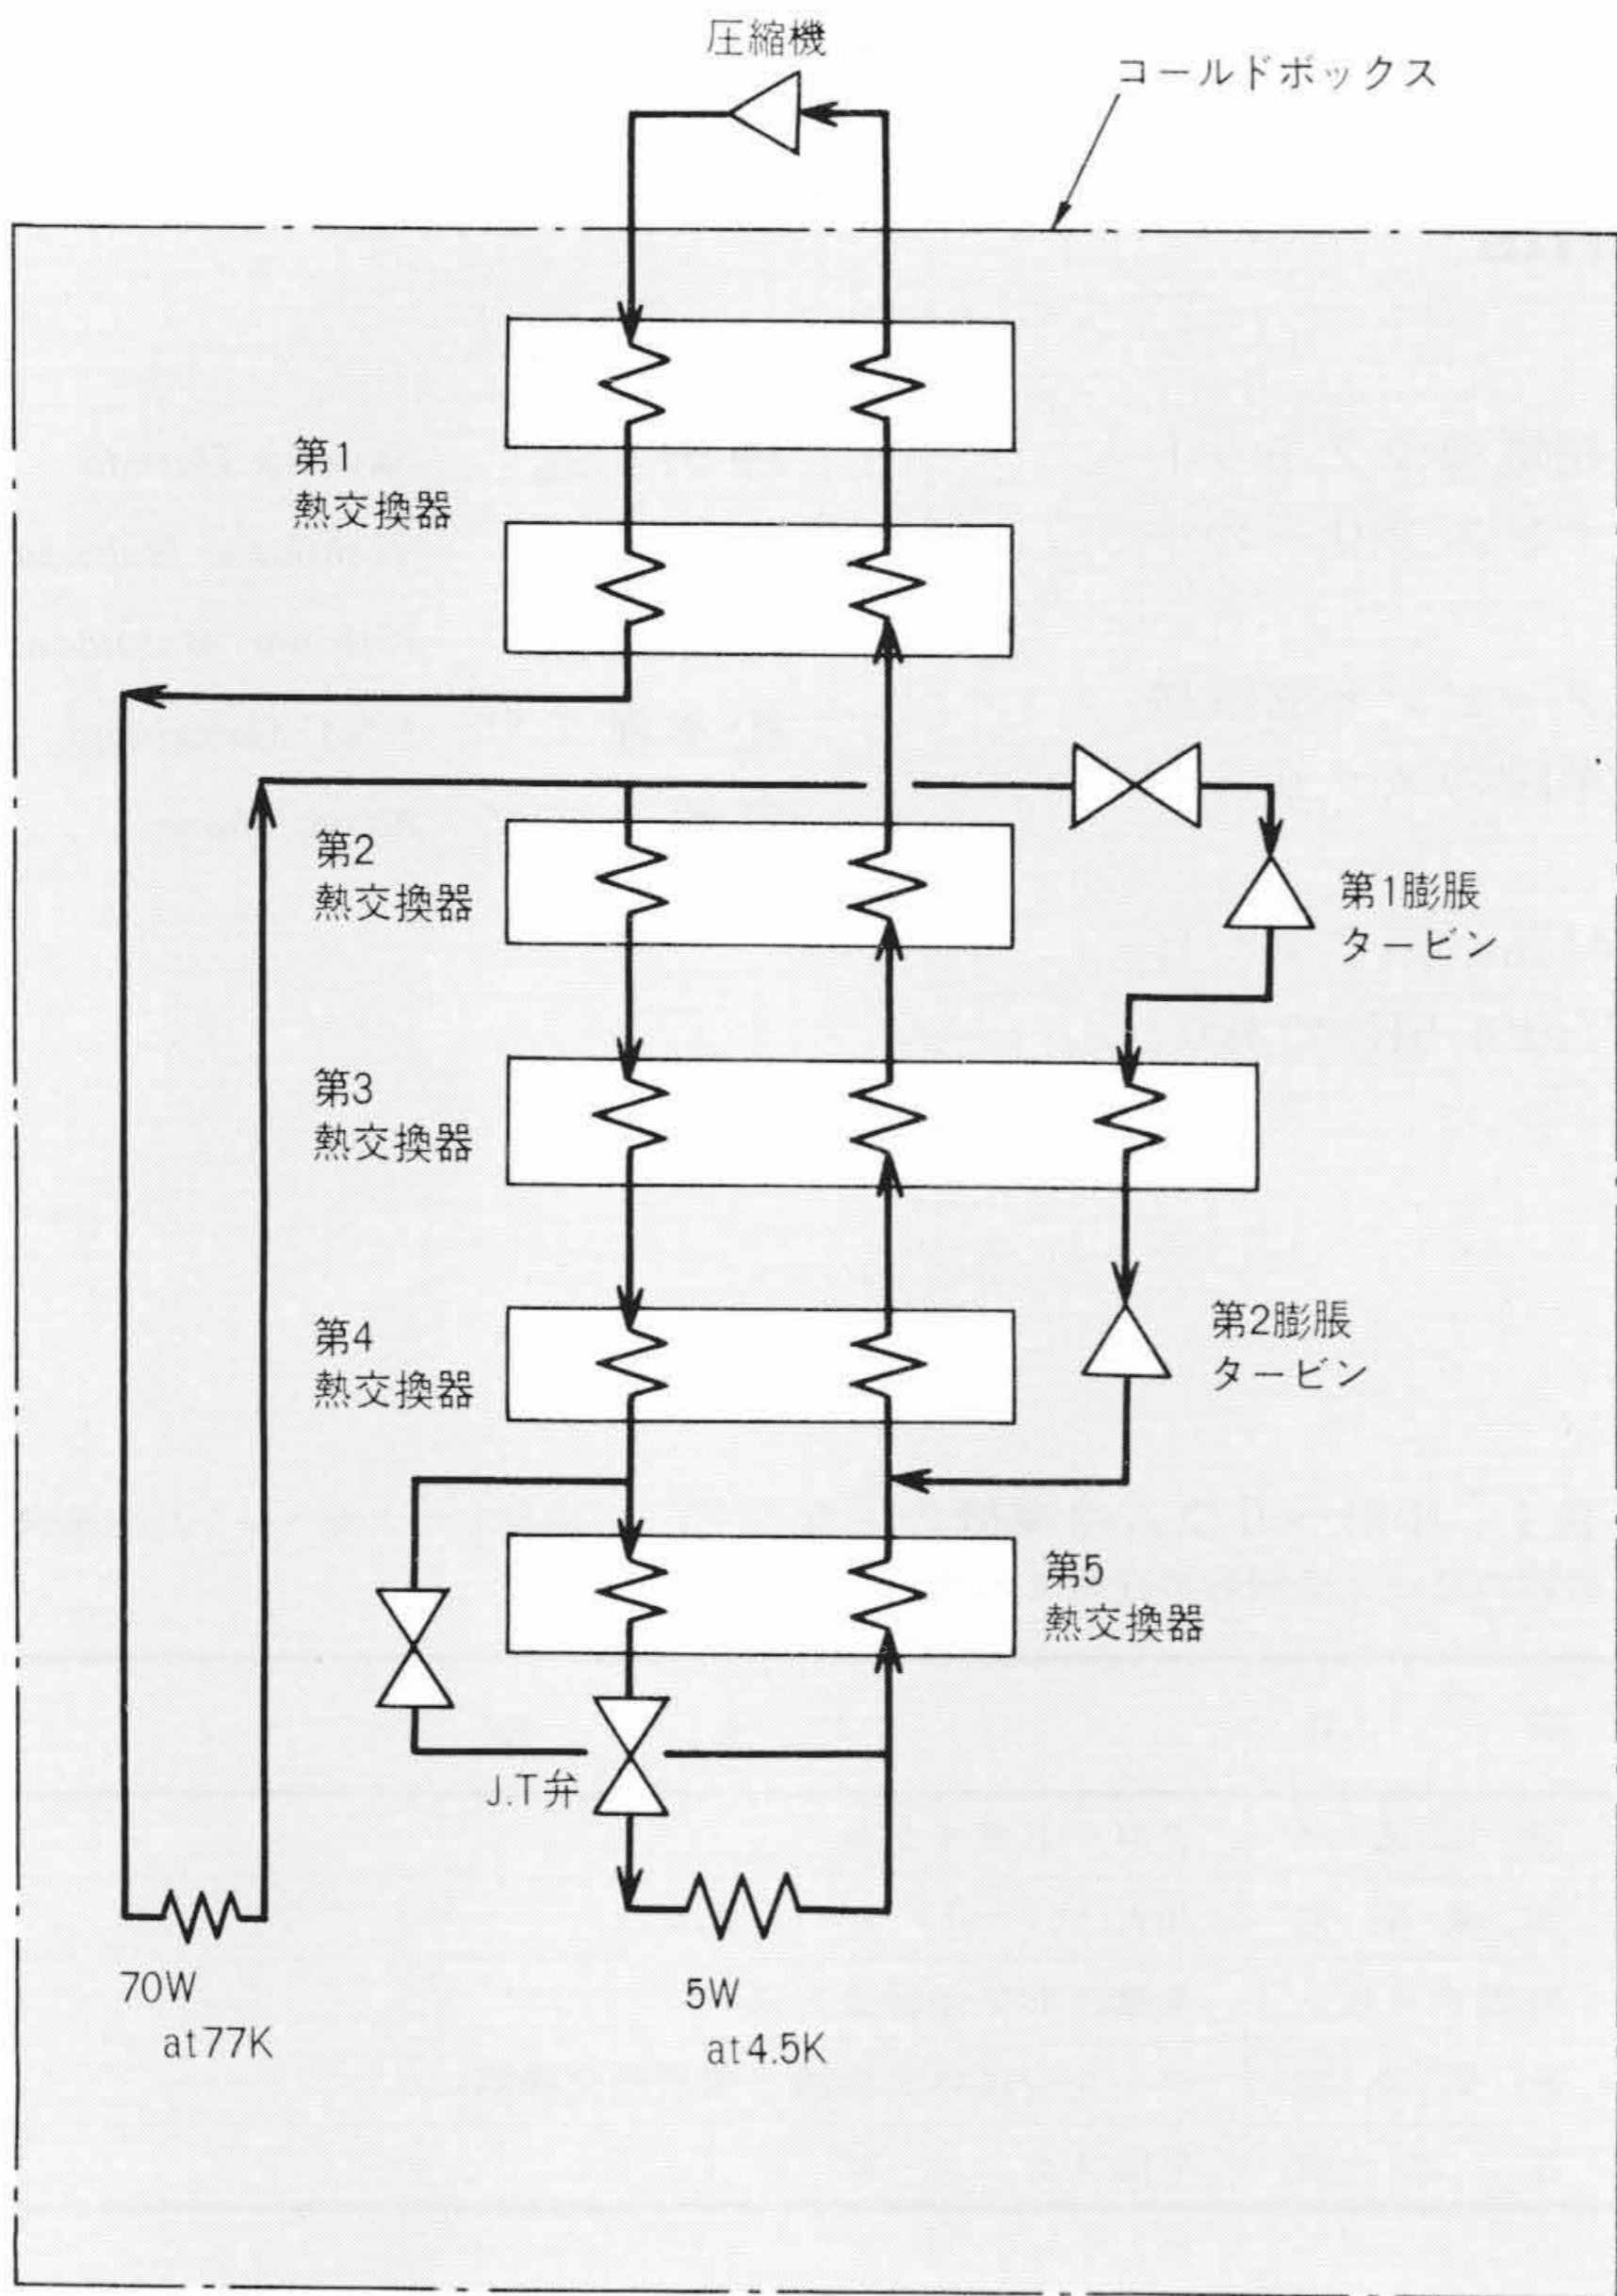 圧縮機
コールドボックス
第1
熱交換器
第2
熱交換器
第1膨脹
タービン
第3
熱交換器
第4
熱交換器
第2膨脹
タービン
第5
熱交換器
J.T弁
70W
at77K
5W
at4.5K